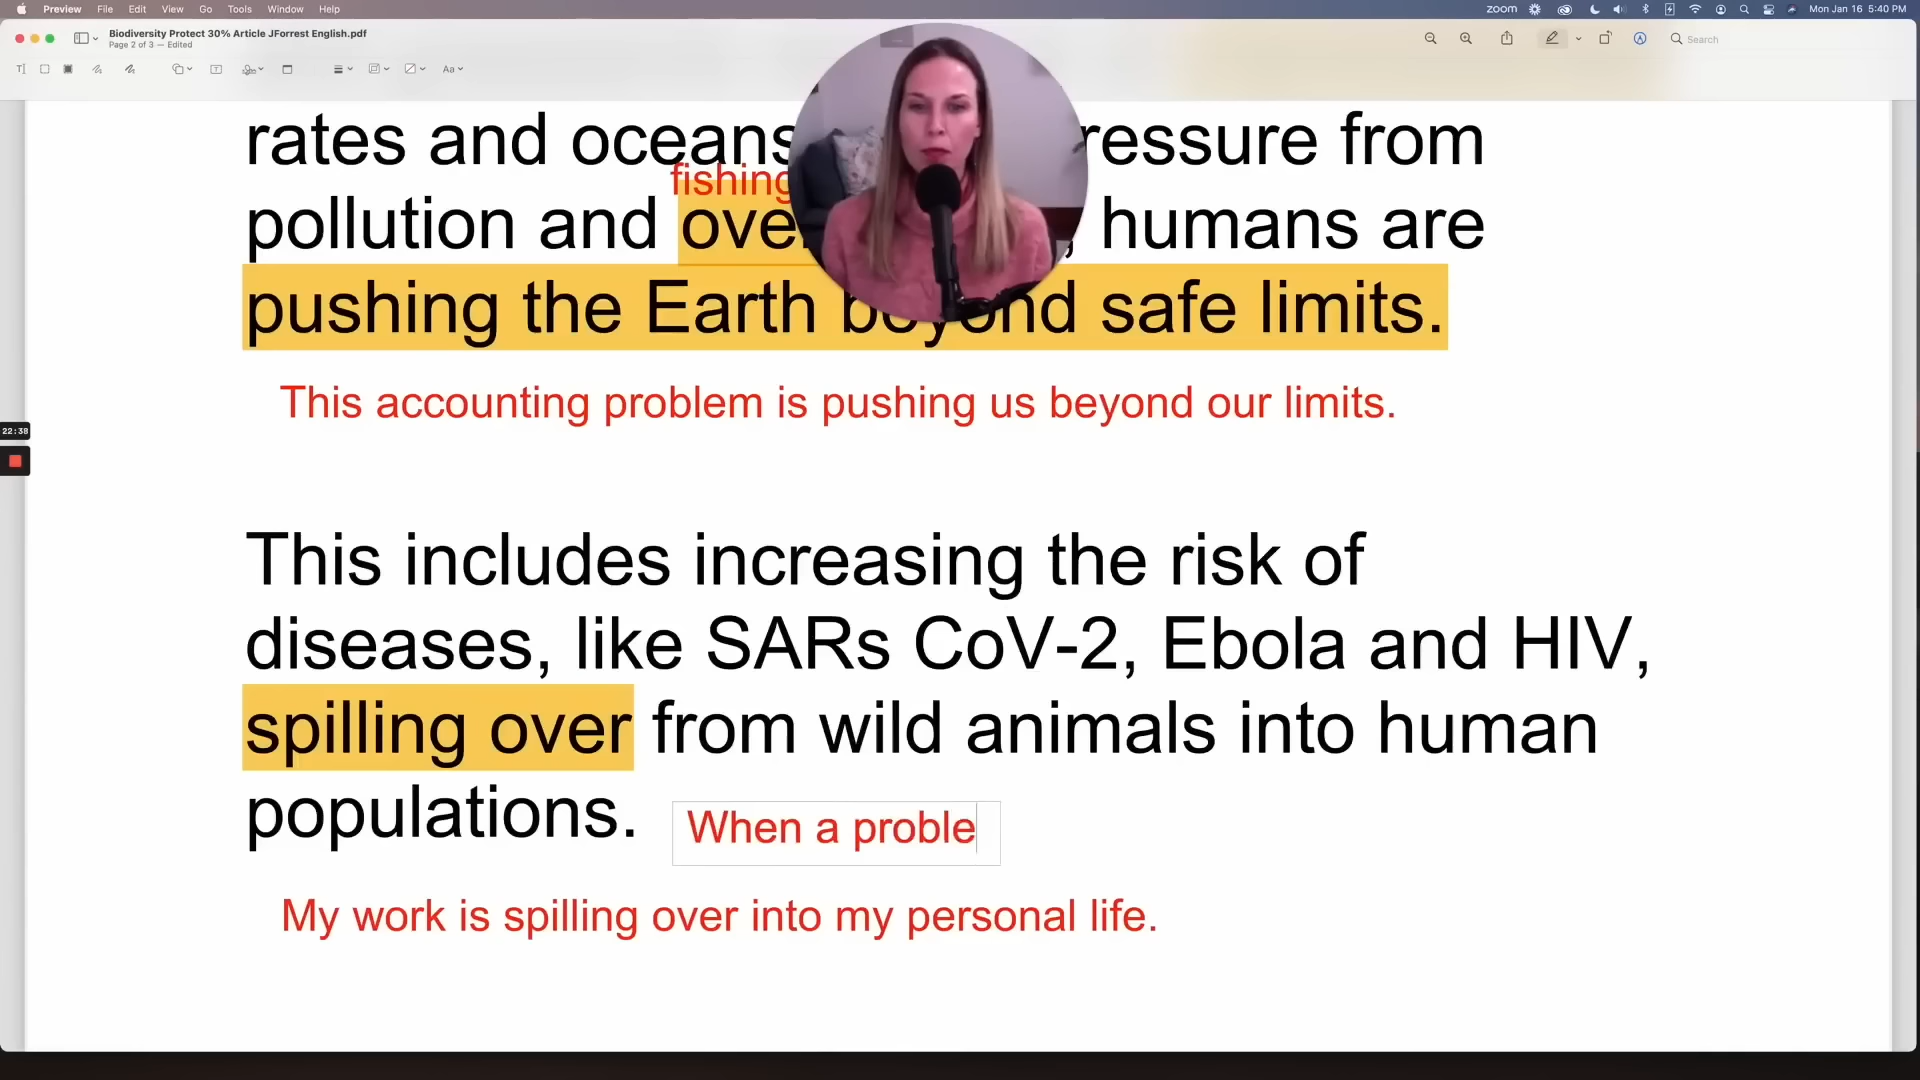 Preview File Edit View Go Tools Window Help
zoom Mon Jan 16 5:40 PM
Biodiversity Protect 30% Article JForrest English.pdf
Page 2 of 3 — Edited
Search
Aa
rates and oceans ressure from
fishing
pollution and humans are
pushing the Earth beyond safe limits.
This accounting problem is pushing us beyond our limits.
22:38
This includes increasing the risk of
diseases, like SARs CoV-2, Ebola and HIV,
spilling over from wild animals into human
populations.
When a proble
My work is spilling over into my personal life.